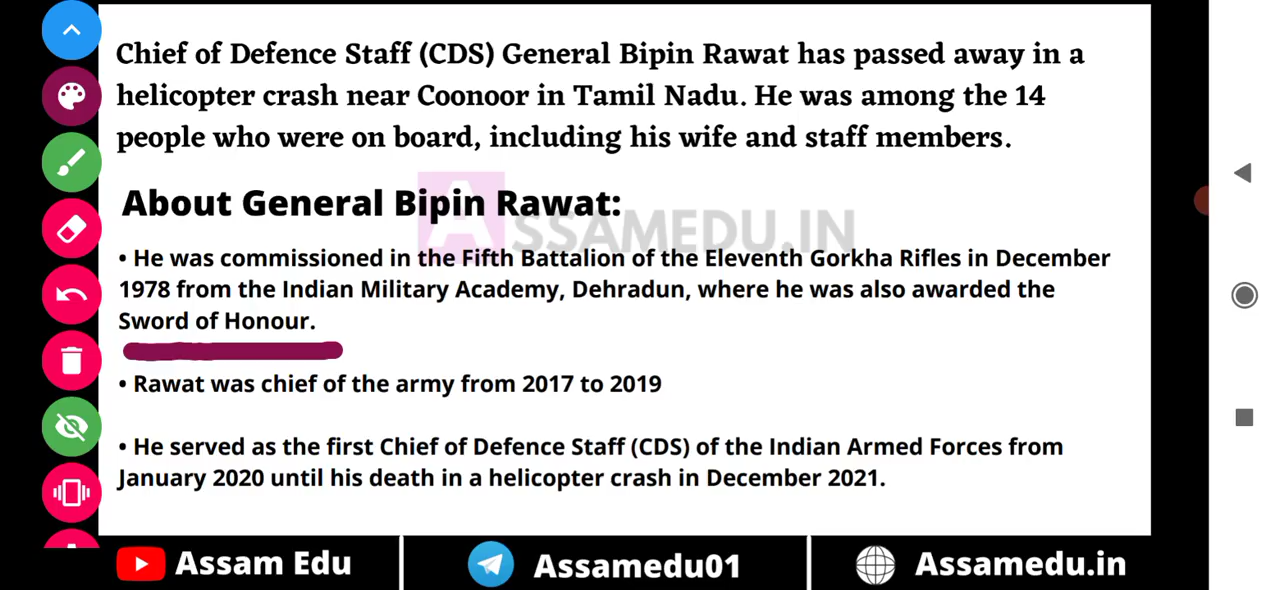 Chief of Defence Staff (CDS) General Bipin Rawat has passed away in a
helicopter crash near Coonoor in Tamil Nadu. He was among the 14
people who were on board, including his wife and staff members.
About General Bipin Rawat:
ASSAMEDU.IN
• He was commissioned in the Fifth Battalion of the Eleventh Gorkha Rifles in December
1978 from the Indian Military Academy, Dehradun, where he was also awarded the
Sword of Honour.
• Rawat was chief of the army from 2017 to 2019
• He served as the first Chief of Defence Staff (CDS) of the Indian Armed Forces from
January 2020 until his death in a helicopter crash in December 2021.
Assam Edu
Assamedu01
Assamedu.in